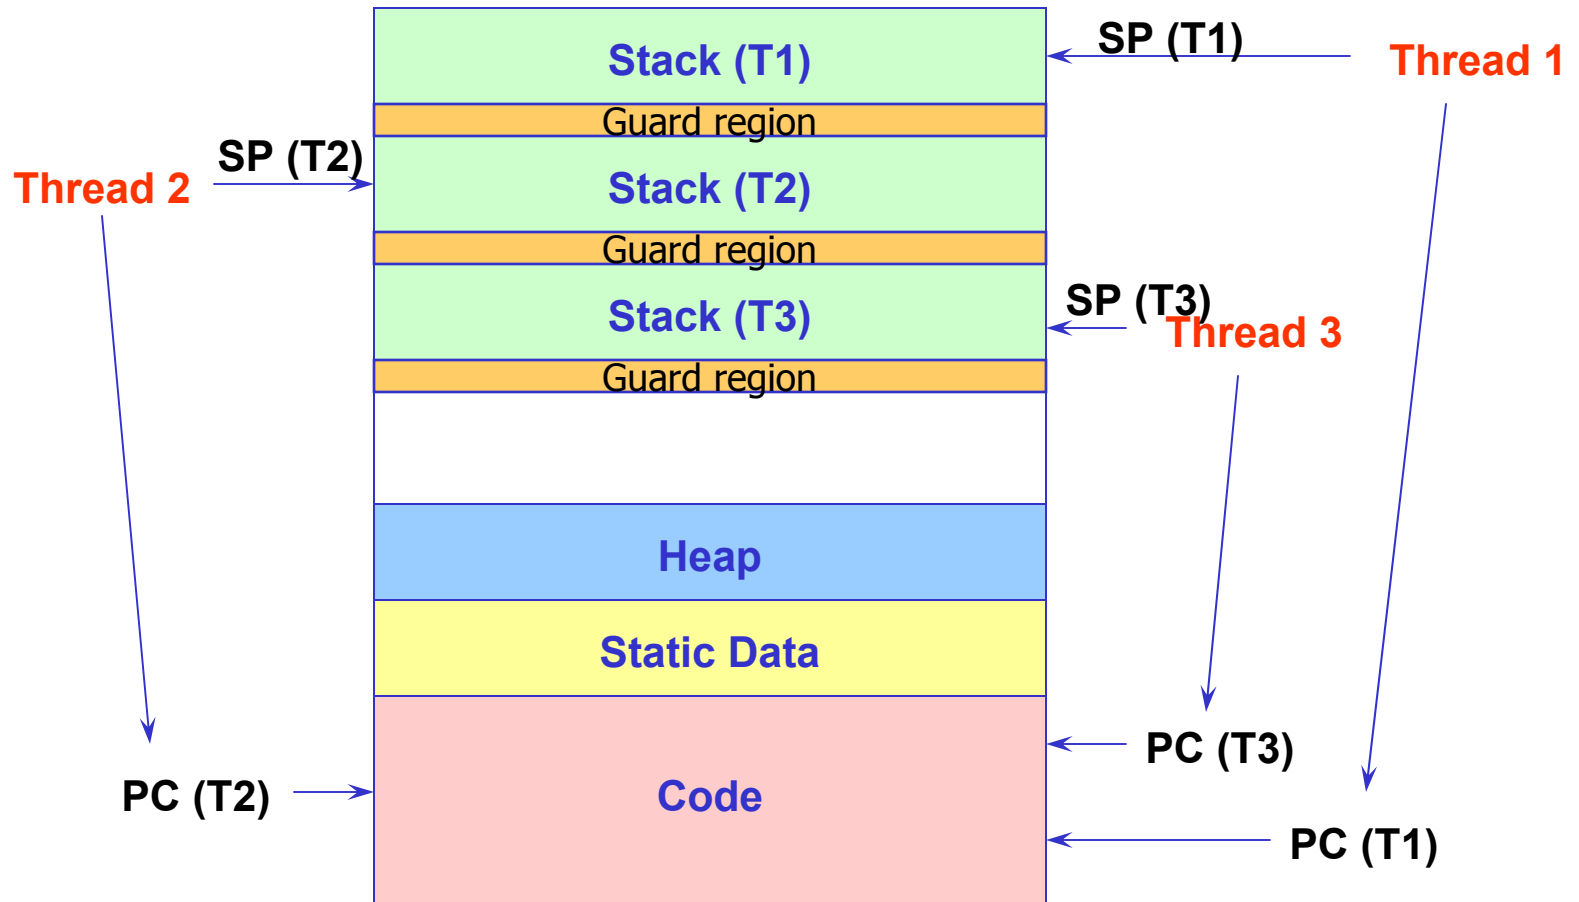 Stack (T1)
SP (T1)
Thread 1
Guard region
SP (T2)
Thread 2
Stack (T2)
Guard region
Stack (T3)
SP (T3)
Thread 3
Guard region
Heap
Static Data
PC (T3)
PC (T2)
Code
PC (T1)